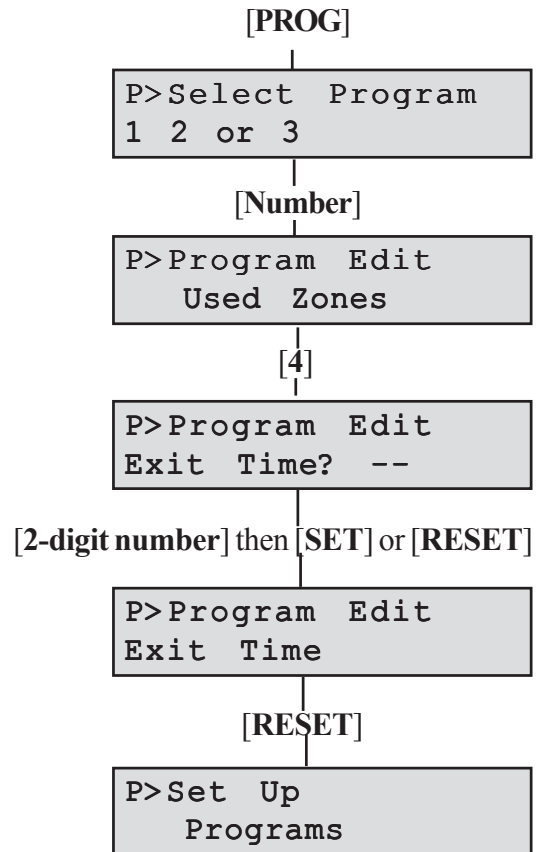 [PROG]
P>Select Program
1 2 or 3
[Number]
P>Program Edit
Used Zones
[4]
P>Program Edit
Exit Time? --
[2-digit number] then [SET] or [RESET]
P>Program Edit
Exit Time
[RESET]
P>Set Up
Programs